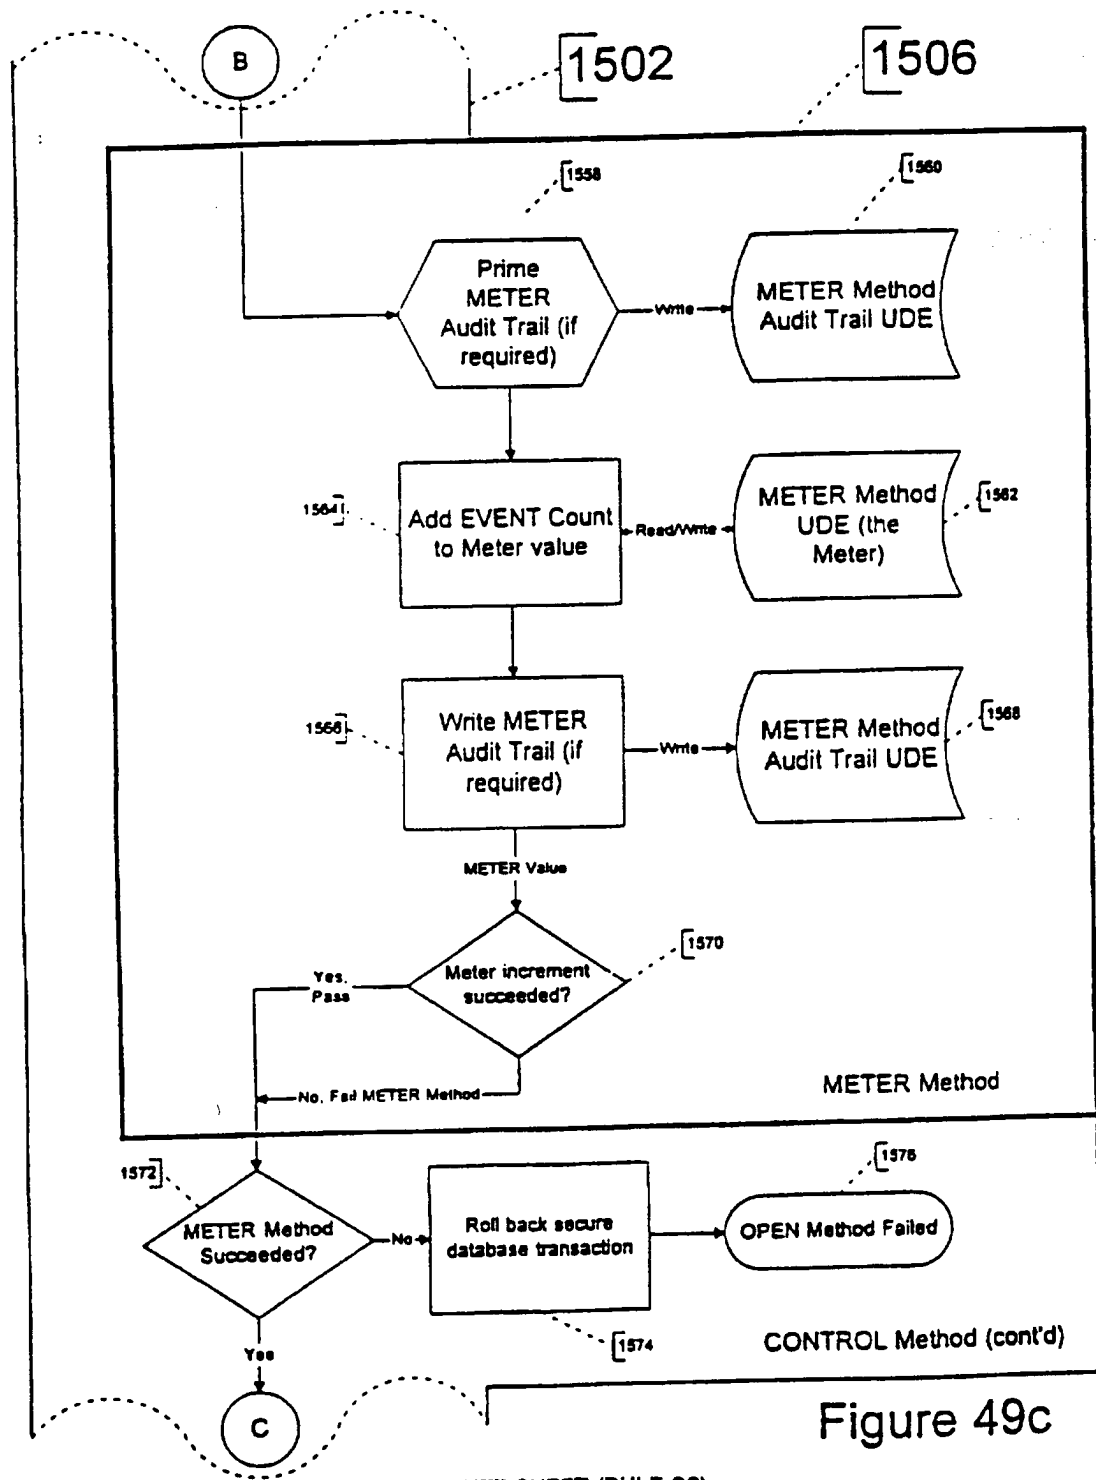 B
1502
1506
1558
1560
Prime
METER
Audit Trail (if
required)
Write
METER Method
Audit Trail UDE
1564
Add EVENT Count
to Meter value
Read/Write
METER Method
UDE (the
Meter)
1562
1566
Write METER
Audit Trail (if
required)
Write
METER Method
Audit Trail UDE
1568
METER Value
1570
Meter increment
succeeded?
Yes,
Pass
No, Fail METER Method
METER Method
1572
METER Method
Succeeded?
No
Roll back secure
database transaction
1576
OPEN Method Failed
1574
Yes
CONTROL Method (cont'd)
C
Figure 49c